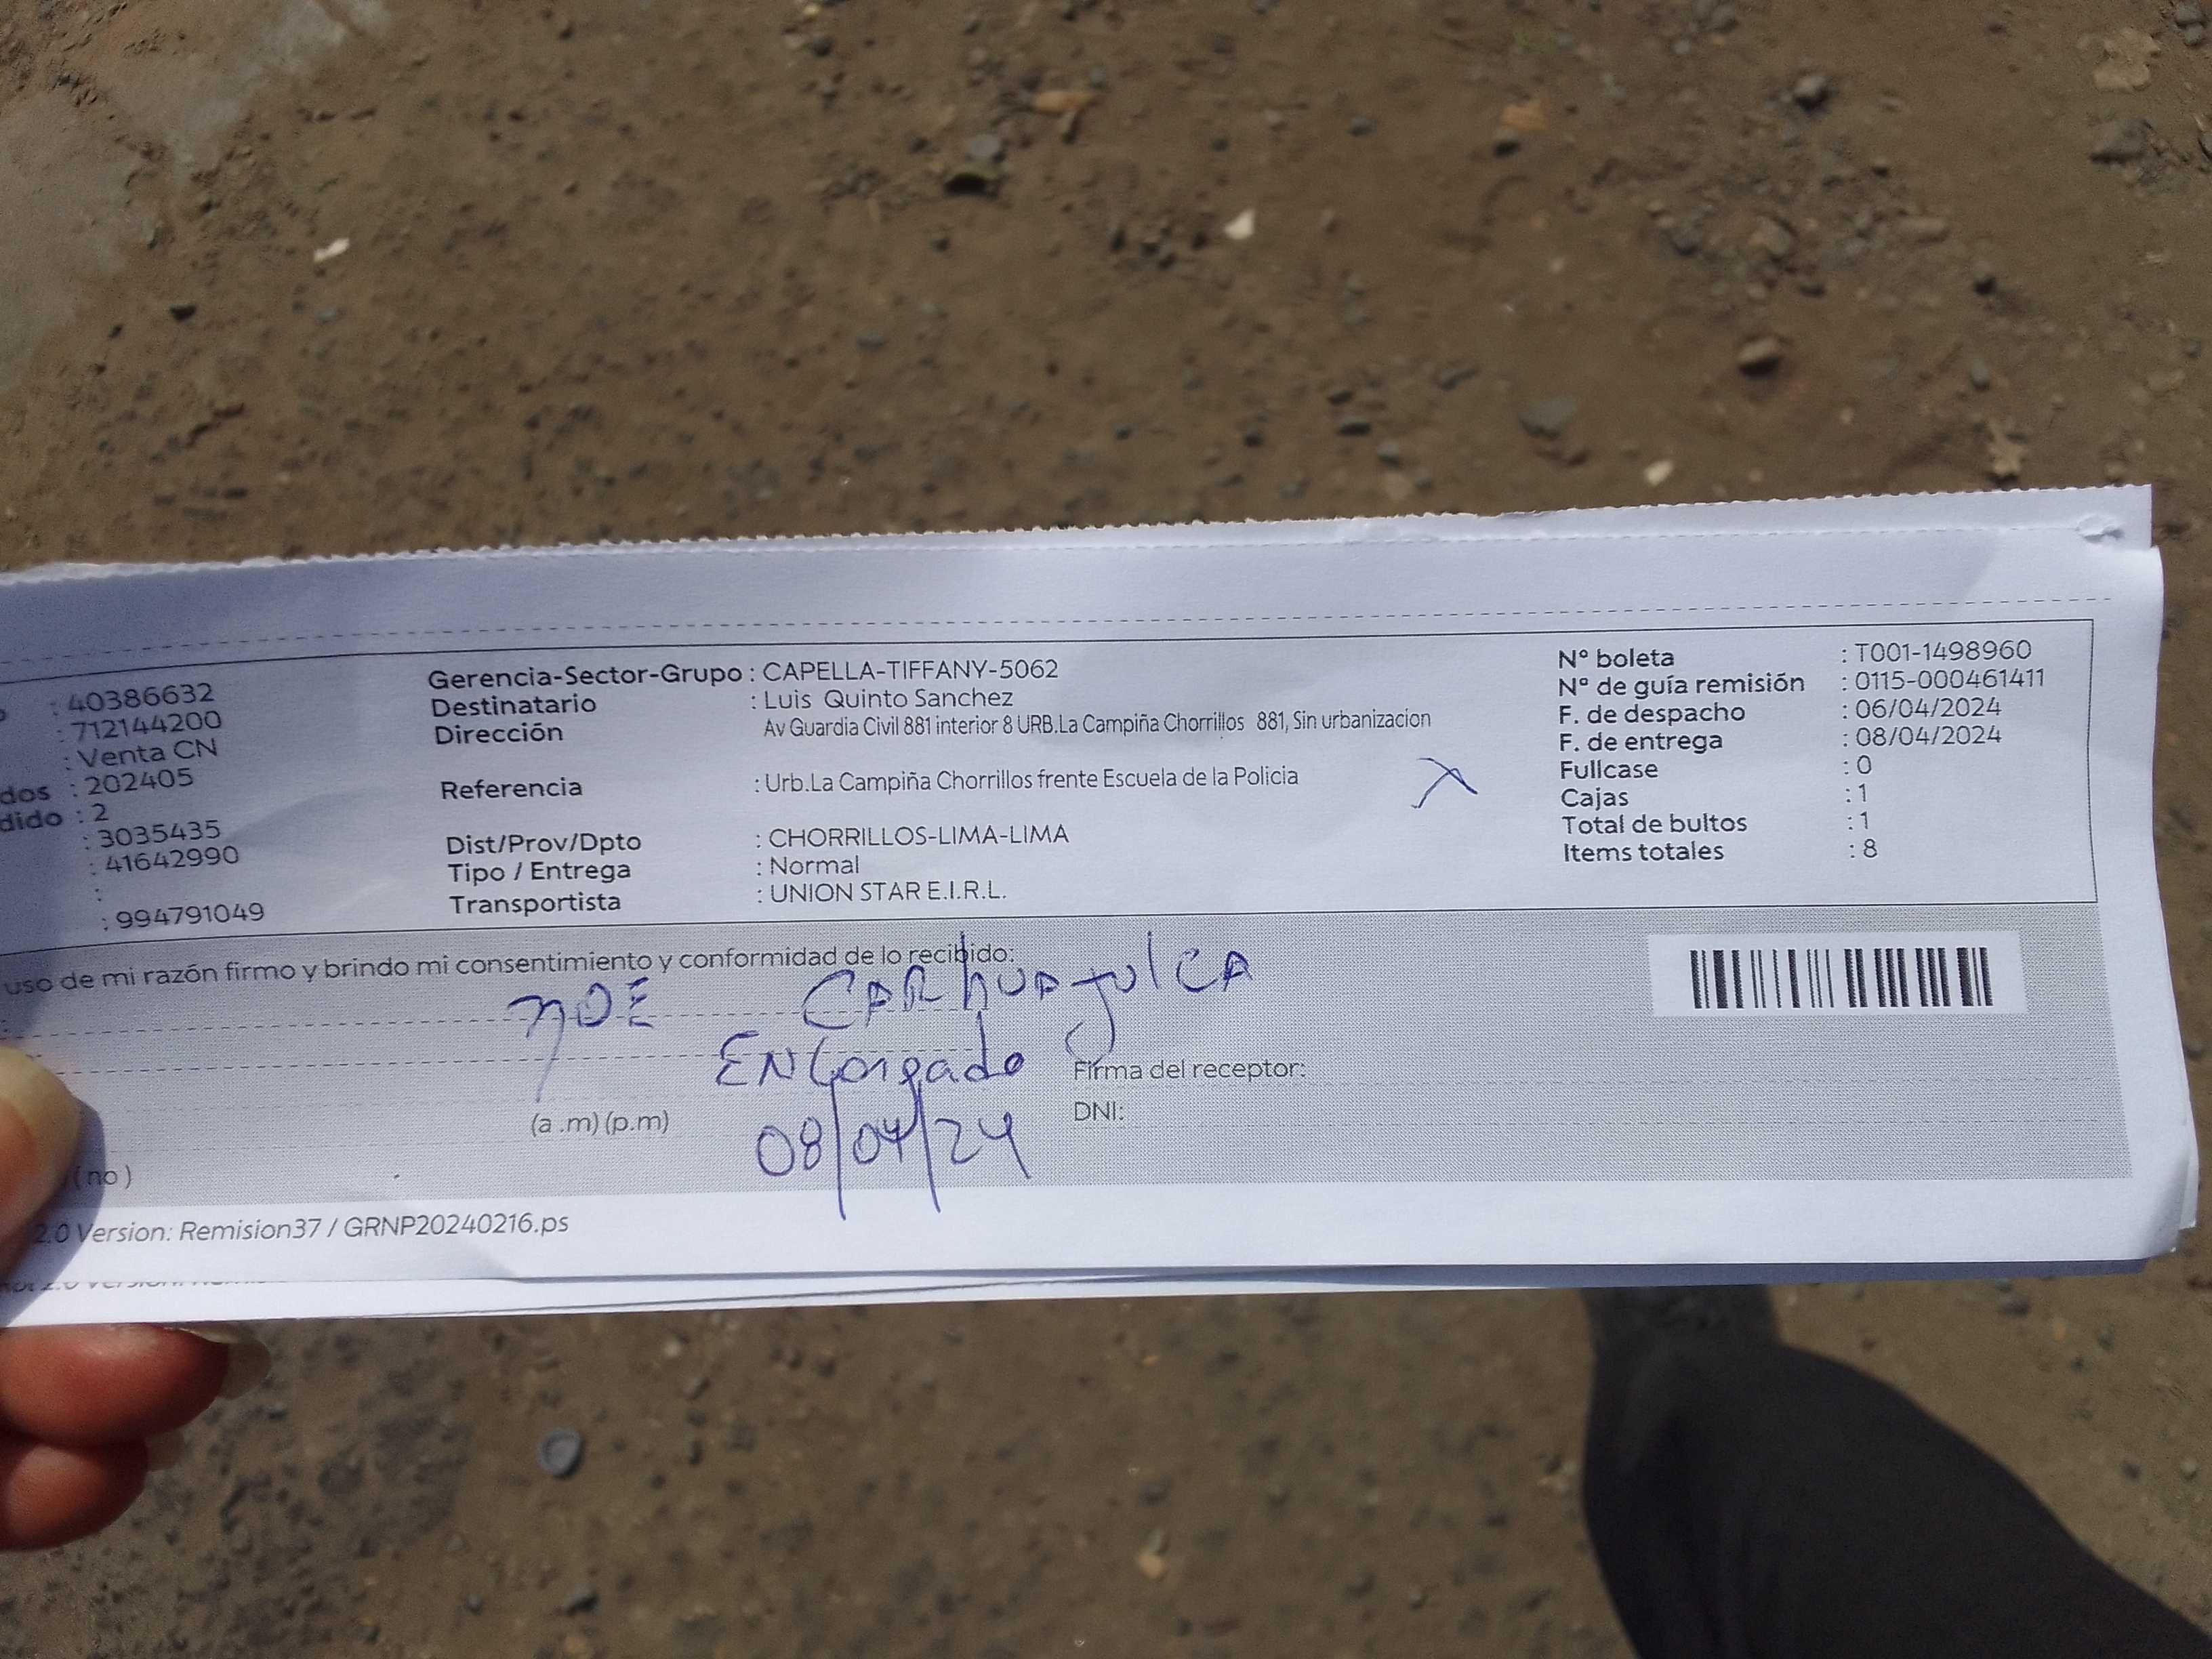 : 40386632
: 712144200
: Venta CN
dos : 202405
dido : 2
: 3035435
: 41642990
:
: 994791049
Gerencia-Sector-Grupo : CAPELLA-TIFFANY-5062
Destinatario : Luis Quinto Sanchez
Dirección Av Guardia Civil 881 interior 8 URB.La Campiña Chorrillos 881, Sin urbanizacion
Referencia : Urb.La Campiña Chorrillos frente Escuela de la Policia
Dist/Prov/Dpto : CHORRILLOS-LIMA-LIMA
Tipo / Entrega : Normal
Transportista : UNION STAR E.I.R.L.
Nº boleta : T001-1498960
Nº de guía remisión : 0115-000461411
F. de despacho : 06/04/2024
F. de entrega : 08/04/2024
Fullcase : 0
Cajas : 1
Total de bultos : 1
Items totales : 8
uso de mi razón firmo y brindo mi consentimiento y conformidad de lo recibido:
NOE CARHUAJULCA
ENCargado
Firma del receptor:
(a .m) (p.m)
08/04/24
DNI:
(no)
2.0 Version: Remision37 / GRNP20240216.ps